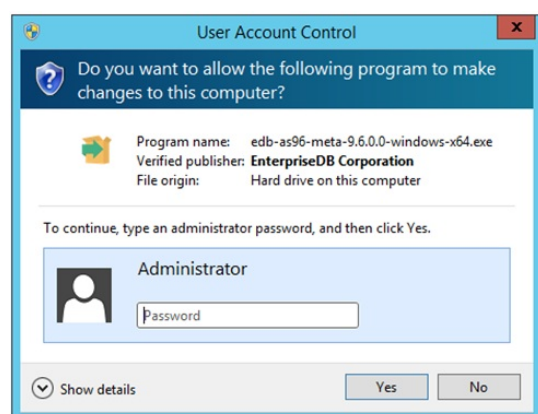 User Account Control
x
Do you want to allow the following program to make
changes to this computer?
Program name: edb-as96-meta-9.6.0.0-windows-x64.exe
Verified publisher: EnterpriseDB Corporation
File origin: Hard drive on this computer
To continue, type an administrator password, and then click Yes.
Administrator
Password
Show details
Yes
No